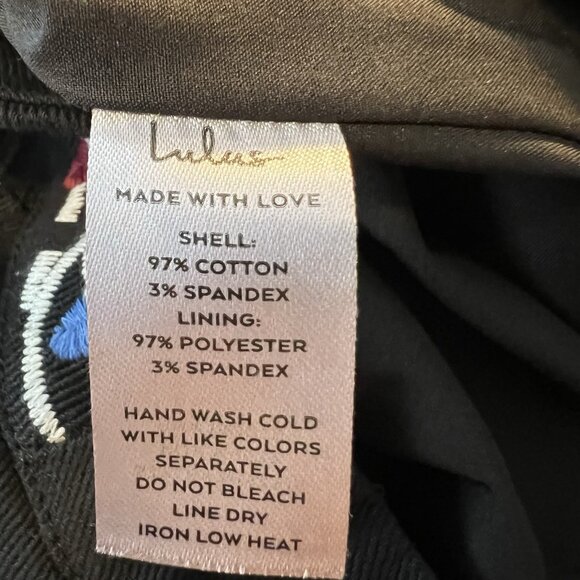 Lulus
MADE WITH LOVE
SHELL:
97% COTTON
3% SPANDEX
LINING:
97% POLYESTER
3% SPANDEX
HAND WASH COLD
WITH LIKE COLORS
SEPARATELY
DO NOT BLEACH
LINE DRY
IRON LOW HEAT